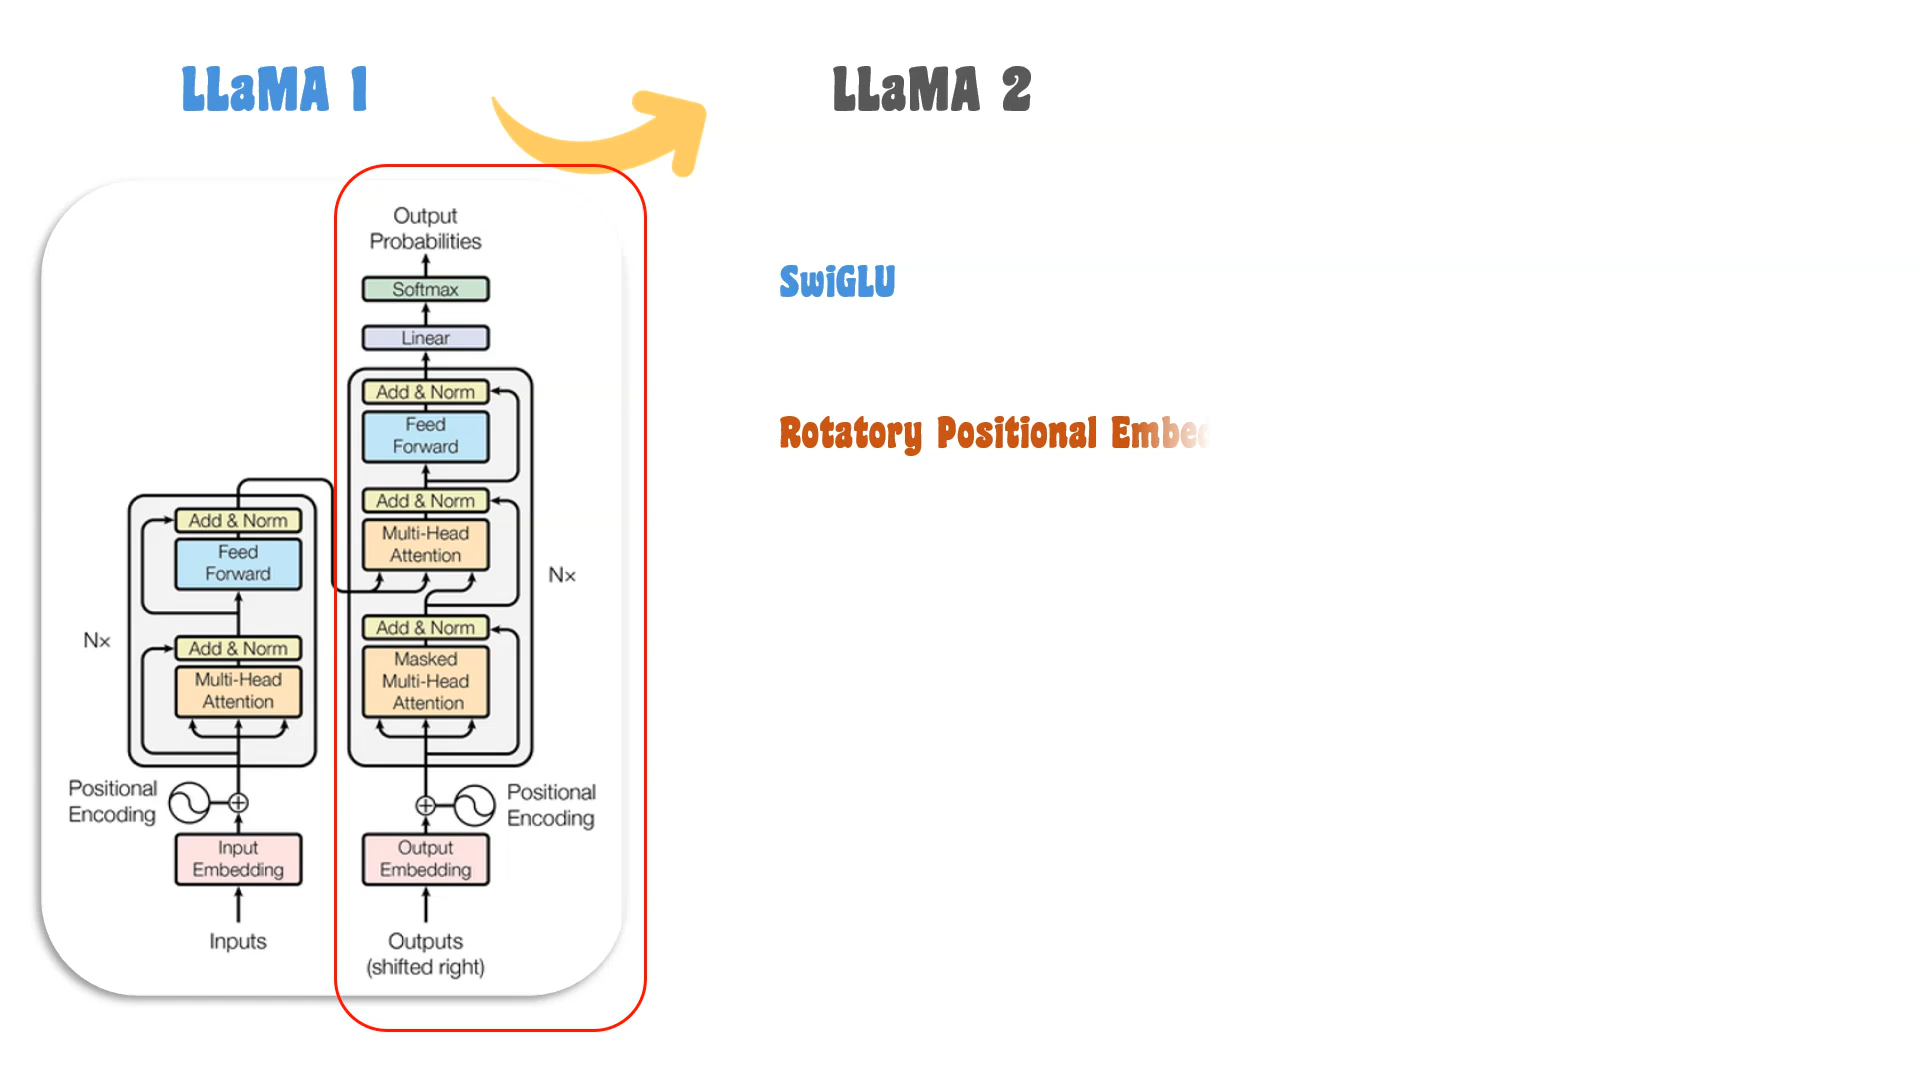 LLaMA 1
LLaMA 2
Output
Probabilities
Softmax
Linear
Add & Norm
Feed
Forward
Add & Norm
Multi-Head
Attention
Nx
Add & Norm
Masked
Multi-Head
Attention
Positional
Encoding
Output
Embedding
Outputs
(shifted right)
Add & Norm
Feed
Forward
Nx
Add & Norm
Multi-Head
Attention
Positional
Encoding
Input
Embedding
Inputs
SwiGLU
Rotatory Positional